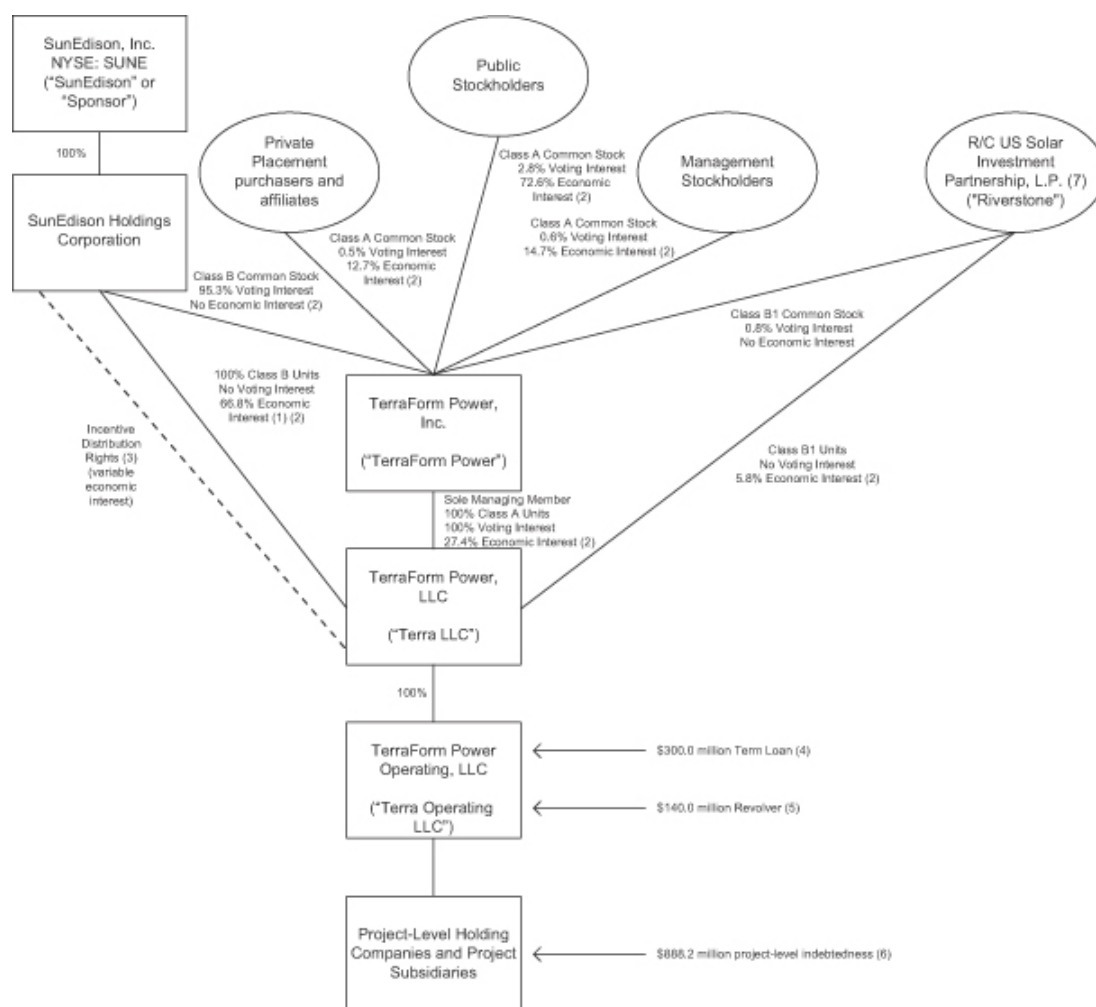 SunEdison, Inc.
NYSE: SUNE
(“SunEdison” or
“Sponsor”)
100%
SunEdison Holdings
Corporation
Private
Placement
purchasers and
affiliates
Public
Stockholders
Management
Stockholders
R/C US Solar
Investment
Partnership, L.P. (7)
("Riverstone")
Class A Common Stock
2.8% Voting Interest
72.6% Economic
Interest (2)
Class A Common Stock
0.5% Voting Interest
12.7% Economic
Interest (2)
Class A Common Stock
0.6% Voting Interest
14.7% Economic Interest (2)
Class B Common Stock
95.3% Voting Interest
No Economic Interest (2)
Class B1 Common Stock
0.8% Voting Interest
No Economic Interest
100% Class B Units
No Voting Interest
66.8% Economic
Interest (1) (2)
TerraForm Power,
Inc.
(“TerraForm Power”)
Incentive
Distribution
Rights (3)
(variable
economic
interest)
Class B1 Units
No Voting Interest
5.8% Economic Interest (2)
Sole Managing Member
100% Class A Units
100% Voting Interest
27.4% Economic Interest (2)
TerraForm Power,
LLC
(“Terra LLC”)
100%
TerraForm Power
Operating, LLC
(“Terra Operating
LLC”)
$300.0 million Term Loan (4)
$140.0 million Revolver (5)
Project-Level Holding
Companies and Project
Subsidiaries
$888.2 million project-level indebtedness (6)